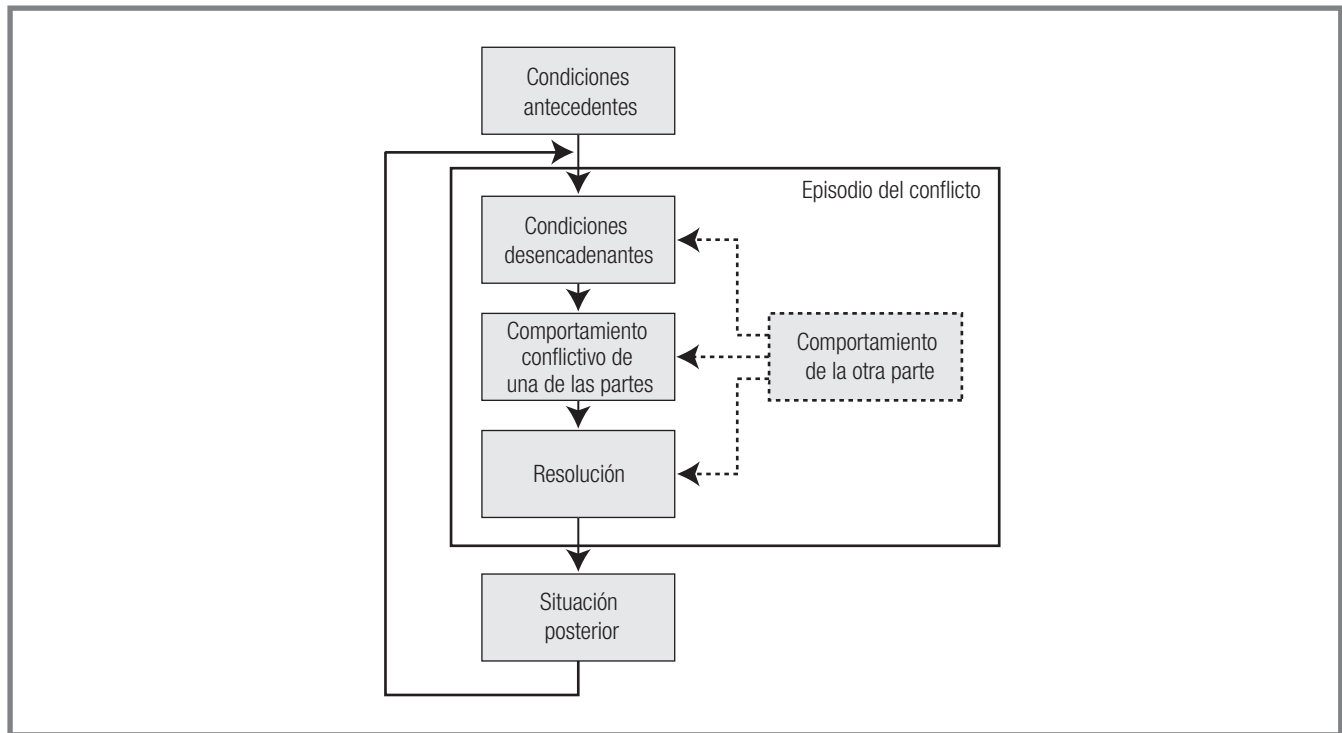 Condiciones
antecedentes
Episodio del conflicto
Condiciones
desencadenantes
Comportamiento
conflictivo de
una de las partes
Comportamiento
de la otra parte
Resolución
Situación
posterior